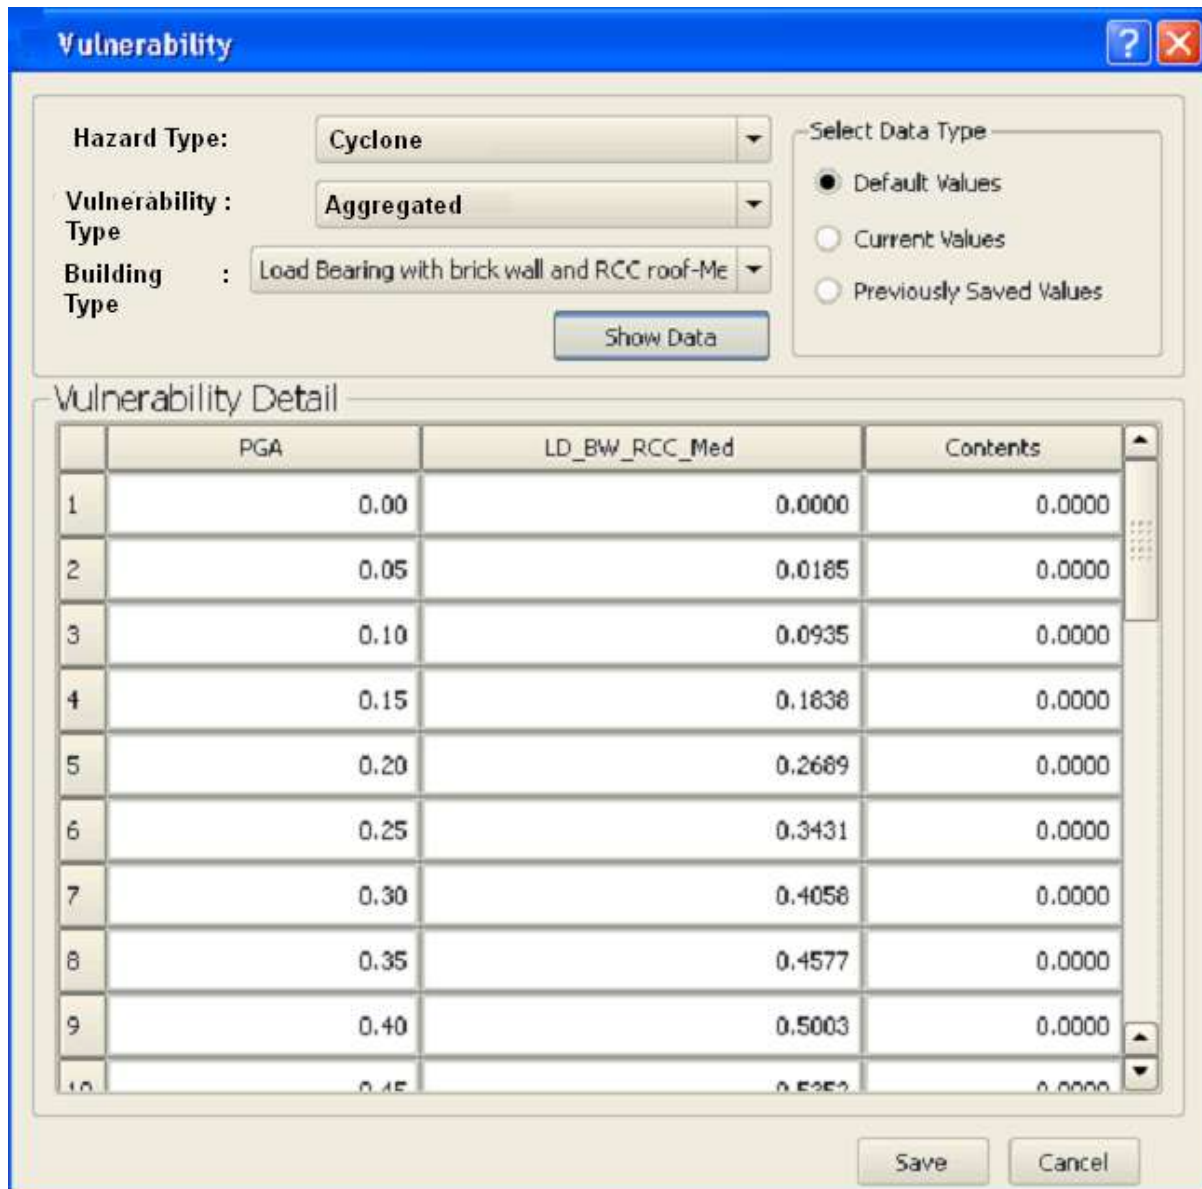 Vulnerability
Hazard Type: Cyclone
Vulnerability : Aggregated
Type
Building : Load Bearing with brick wall and RCC roof-Me
Type
Show Data
Select Data Type
Default Values
Current Values
Previously Saved Values
Vulnerability Detail
PGA LD_BW_RCC_Med Contents
1 0.00 0.0000 0.0000
2 0.05 0.0185 0.0000
3 0.10 0.0935 0.0000
4 0.15 0.1838 0.0000
5 0.20 0.2689 0.0000
6 0.25 0.3431 0.0000
7 0.30 0.4058 0.0000
8 0.35 0.4577 0.0000
9 0.40 0.5003 0.0000
10 0.45 0.0000
Save Cancel